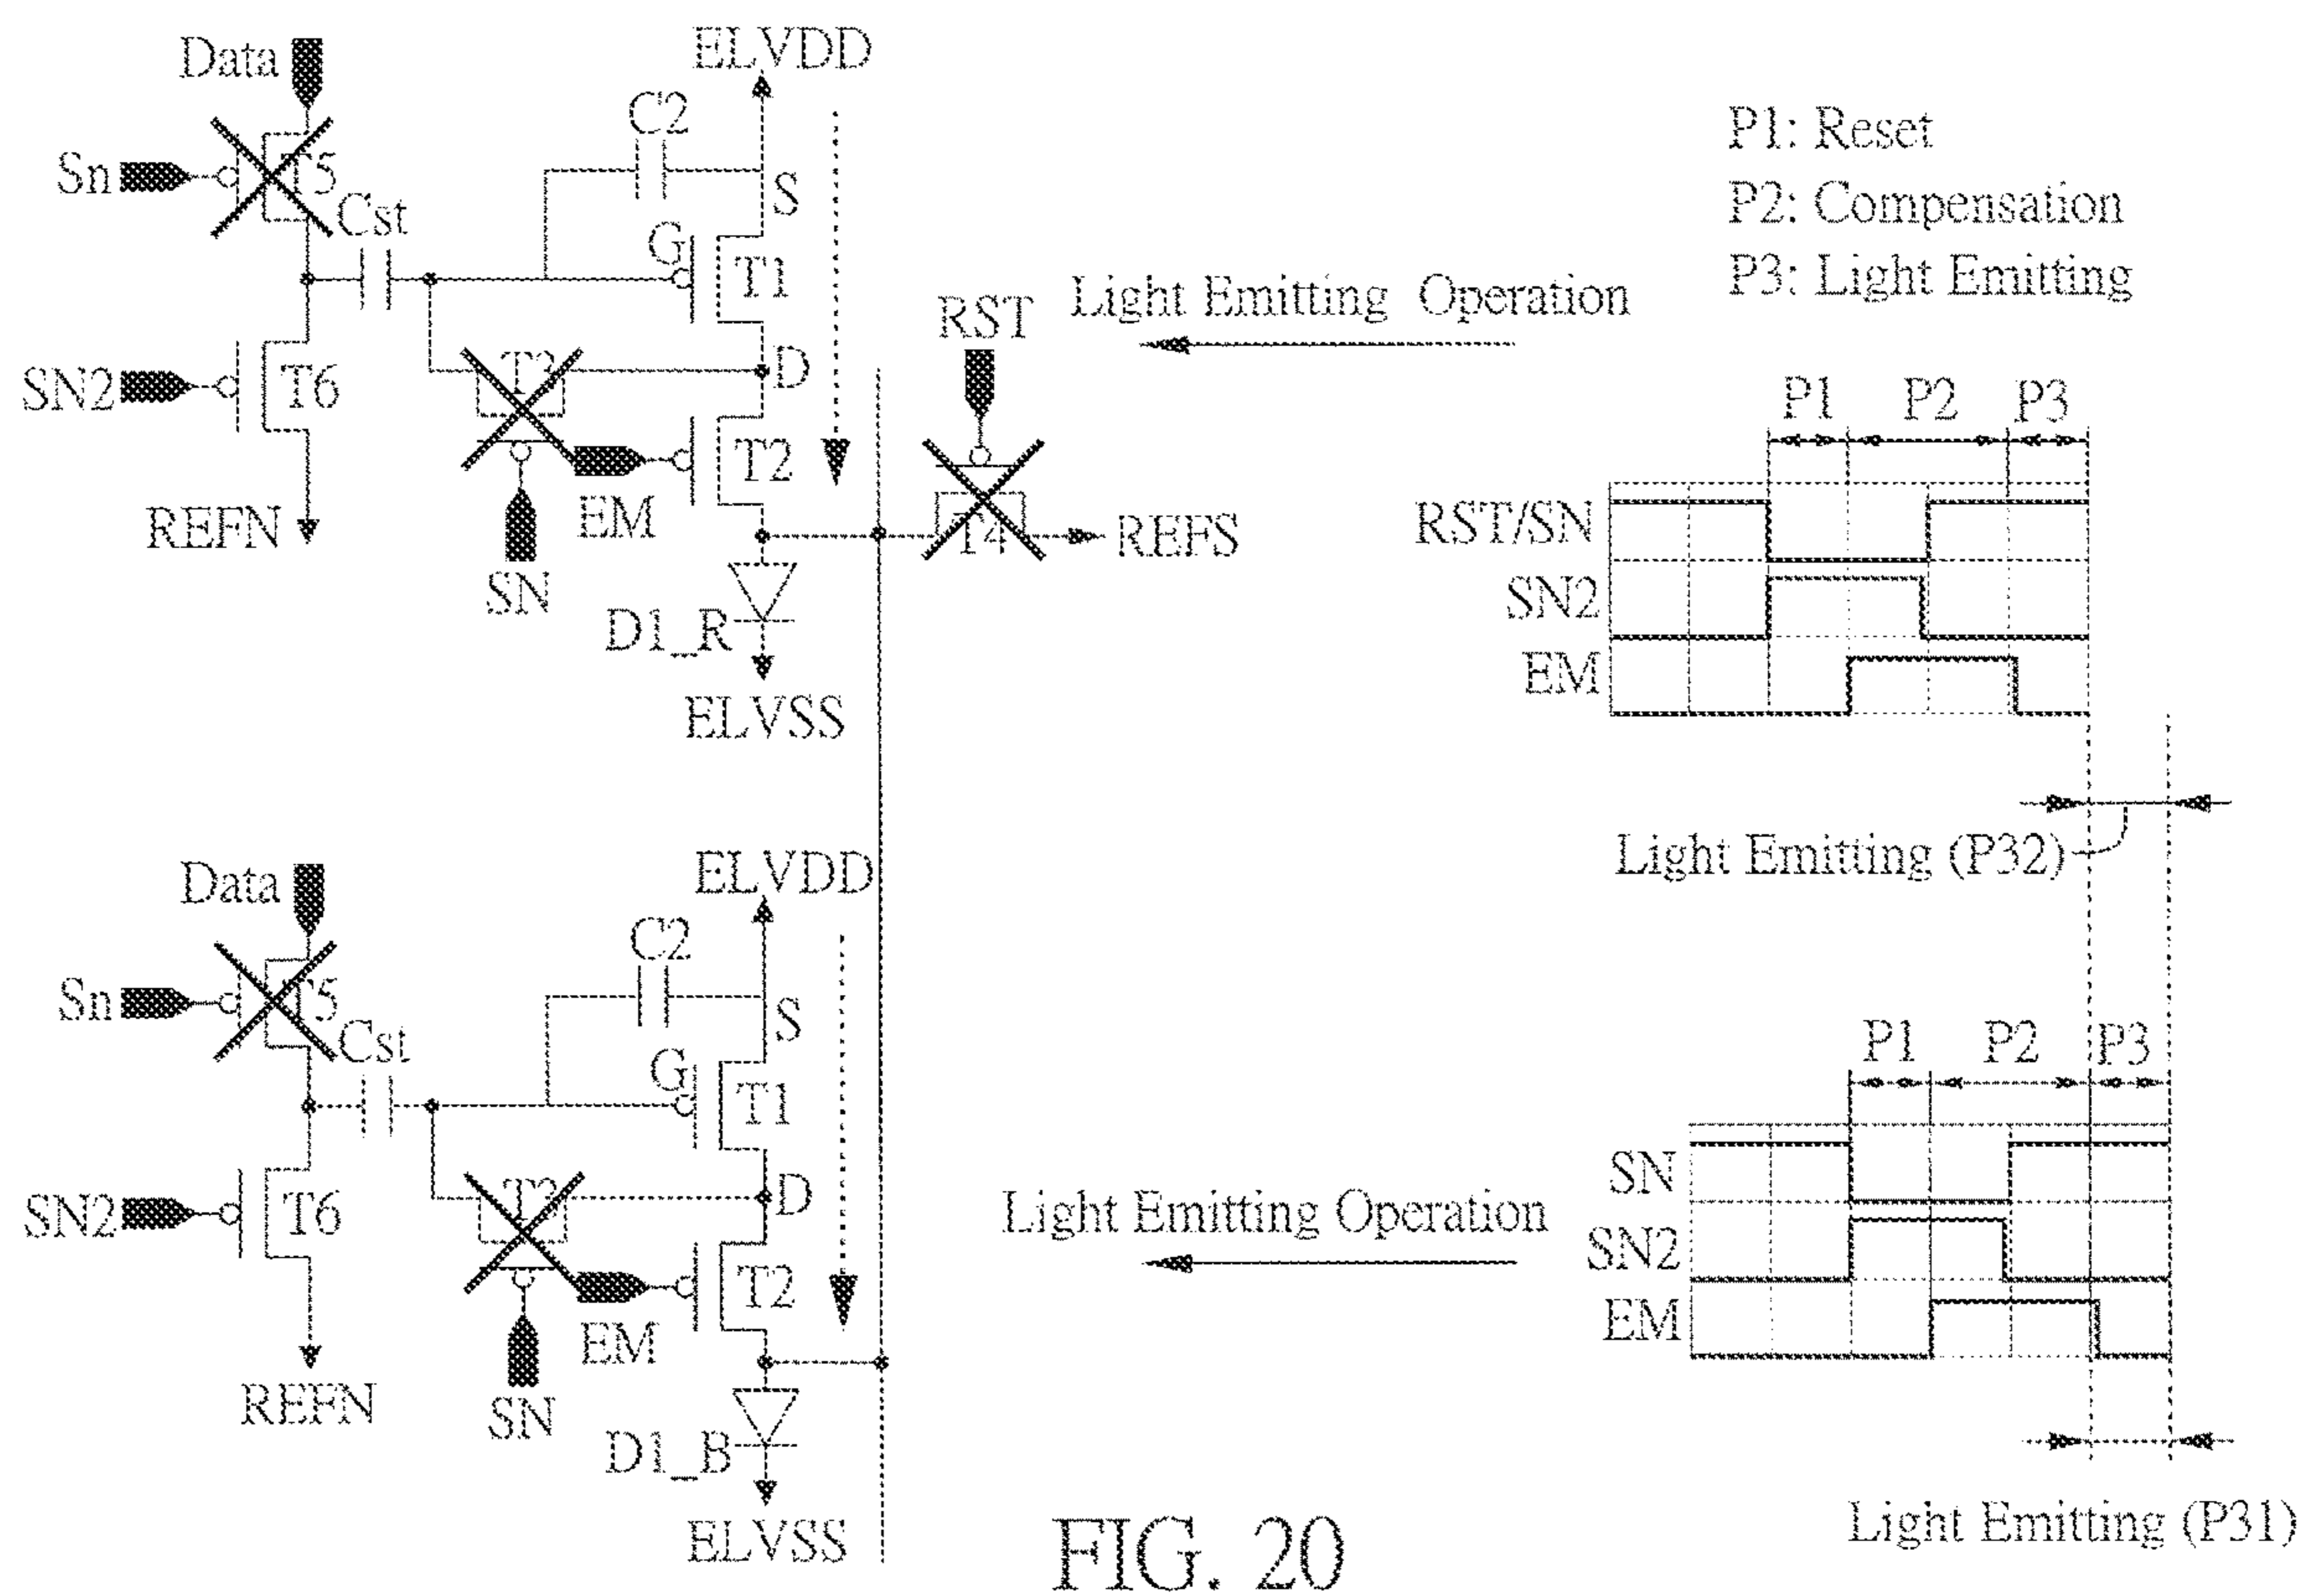 Data
ELVDD
C2
Sn
T5
Cst
S
G
T1
RST
Light Emitting Operation
P1: Reset
P2: Compensation
P3: Light Emitting
SN2
T6
T3
D
T2
EM
REFN
SN
T4
REFS
D1_R
ELVSS
P1
P2
P3
RST/SN
SN2
EM
Light Emitting (P32)
Data
ELVDD
C2
Sn
T5
Cst
S
G
T1
SN2
T6
T3
D
T2
EM
REFN
SN
D1_B
ELVSS
Light Emitting Operation
P1
P2
P3
SN
SN2
EM
Light Emitting (P31)
FIG. 20